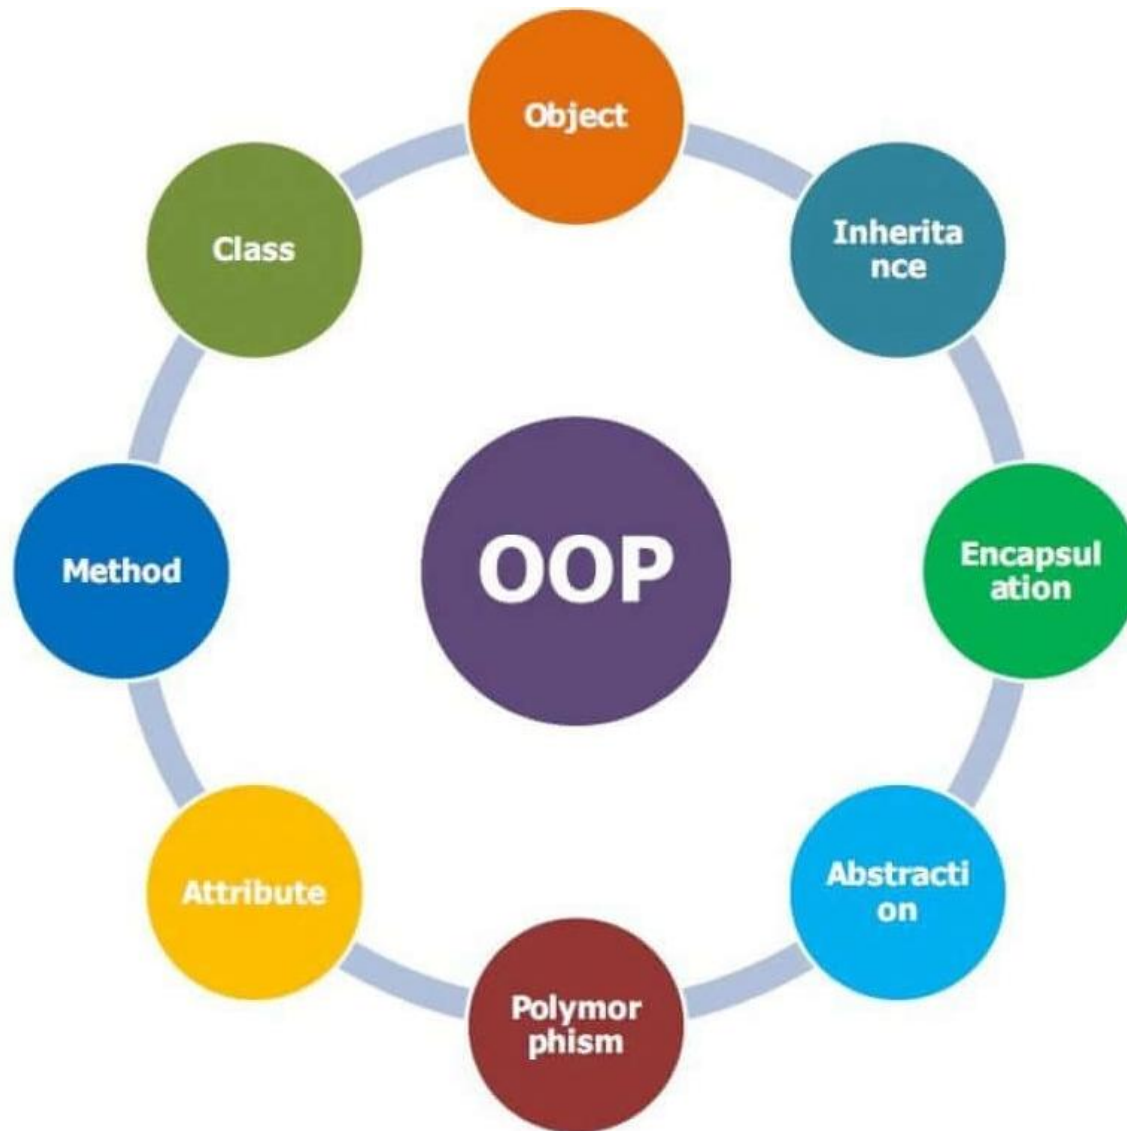 Object
Inherita
nce
Encapsul
ation
Abstracti
on
Polymor
phism
Attribute
Method
Class
OOP